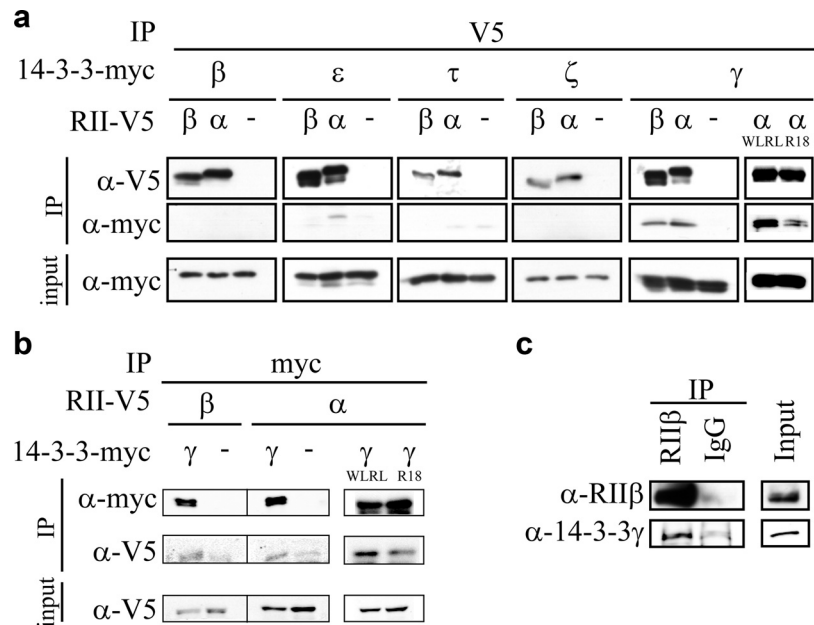 a
IP V5
14-3-3-myc β ε τ ζ γ
RII-V5 β α - β α - β α - β α - β α - α α
WLRL R18
IP α-V5
α-myc
input α-myc
b
IP myc
RII-V5 β α
14-3-3-myc γ - γ - γ γ
WLRL R18
IP α-myc
α-V5
input α-V5
c
IP
RIIβ IgG Input
α-RIIβ
α-14-3-3γ